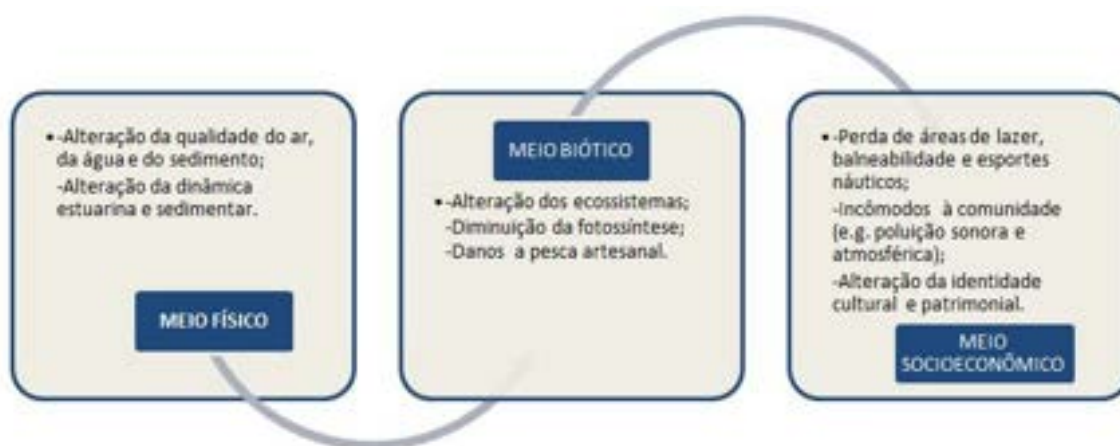 •-Alteração da qualidade do ar,
da água e do sedimento;
-Alteração da dinâmica
estuarina e sedimentar.
MEIO FÍSICO
MEIO BIÓTICO
•-Alteração dos ecossistemas;
-Diminuição da fotossíntese;
-Danos a pesca artesanal.
•-Perda de áreas de lazer,
balneabilidade e esportes
náuticos;
-Incômodos à comunidade
(e.g. poluição sonora e
atmosférica);
-Alteração da identidade
cultural e patrimonial.
MEIO
SOCIOECONÔMICO